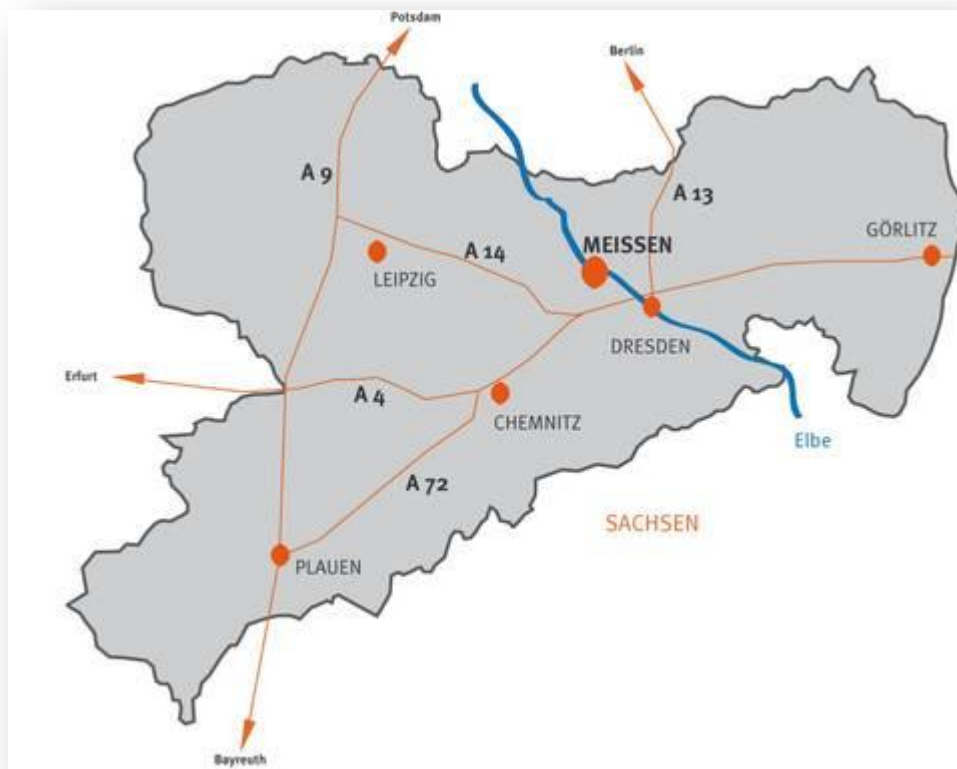 Potsdam
Berlin
A 9
A 13
MEISSEN
GÖRLITZ
A 14
LEIPZIG
DRESDEN
Erfurt
A 4
CHEMNITZ
Elbe
A 72
SACHSEN
PLAUEN
Bayreuth